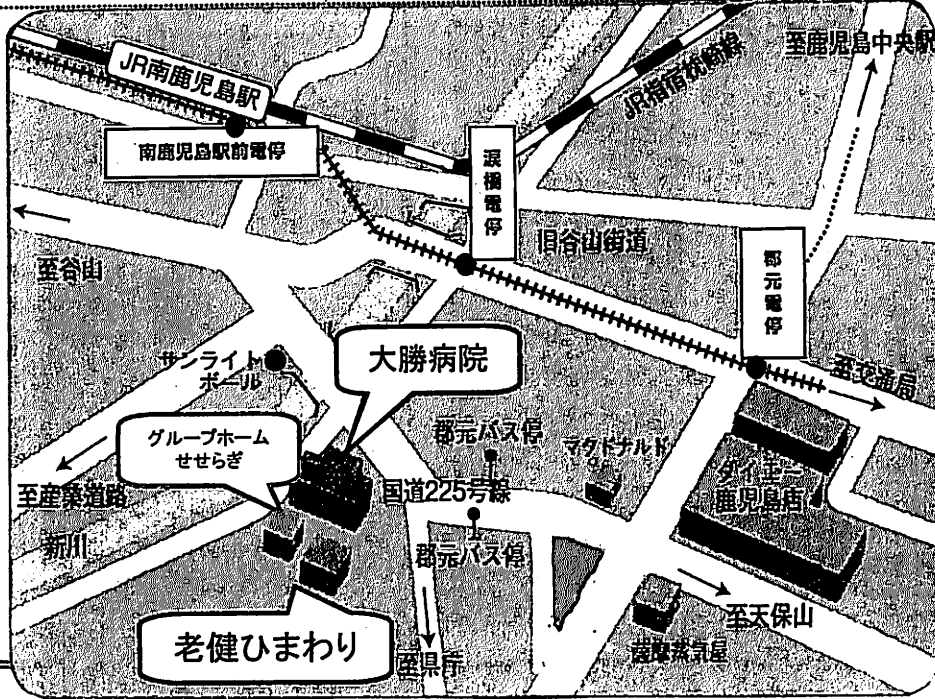 至鹿児島中央駅
JR南鹿児島駅
JR指宿枕崎線
南鹿児島駅前電停
涙橋電停
旧谷山街道
郡元電停
至谷山
サンライト
ボール
大勝病院
至交通局
グループホーム
せせらぎ
郡元バス停
マクドナルド
ダイエー
鹿児島店
至産業道路
国道225号線
新川
郡元バス停
至天保山
老健ひまわり
至県庁
薩摩蒸気屋